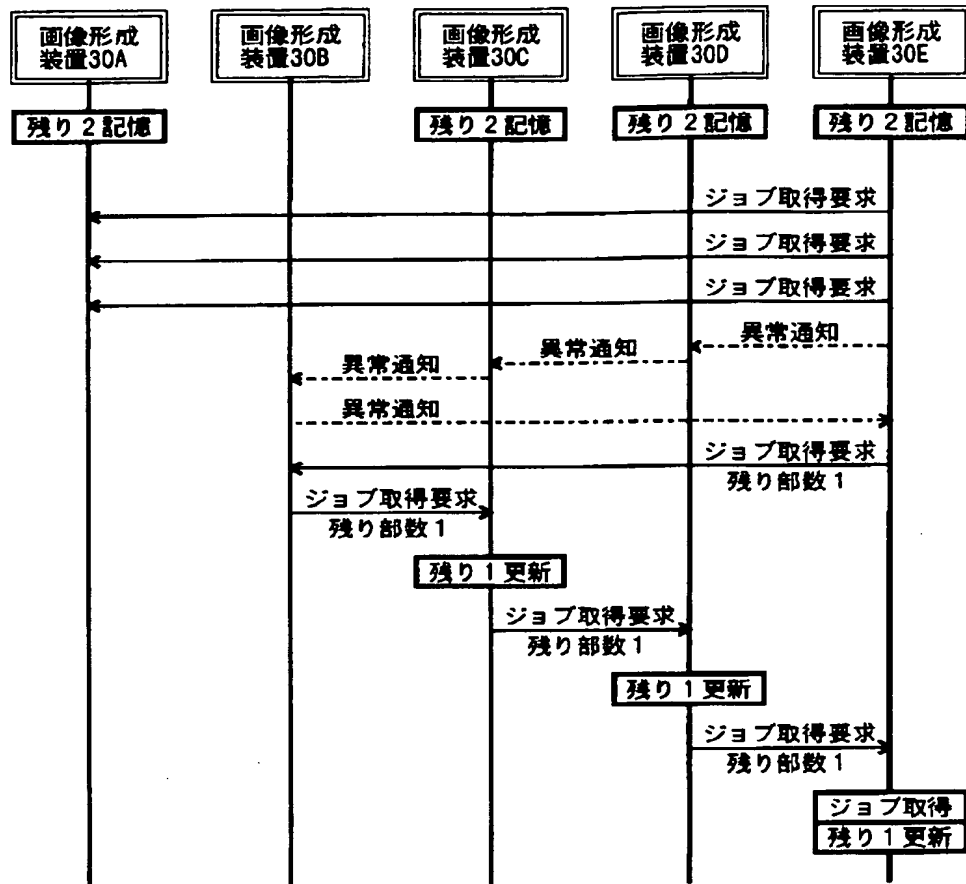 画像形成
装置30A
画像形成
装置30B
画像形成
装置30C
画像形成
装置30D
画像形成
装置30E
残り2記憶
残り2記憶
残り2記憶
残り2記憶
ジョブ取得要求
ジョブ取得要求
ジョブ取得要求
異常通知
異常通知
異常通知
異常通知
ジョブ取得要求
残り部数1
ジョブ取得要求
残り部数1
残り1更新
ジョブ取得要求
残り部数1
残り1更新
ジョブ取得要求
残り部数1
ジョブ取得
残り1更新